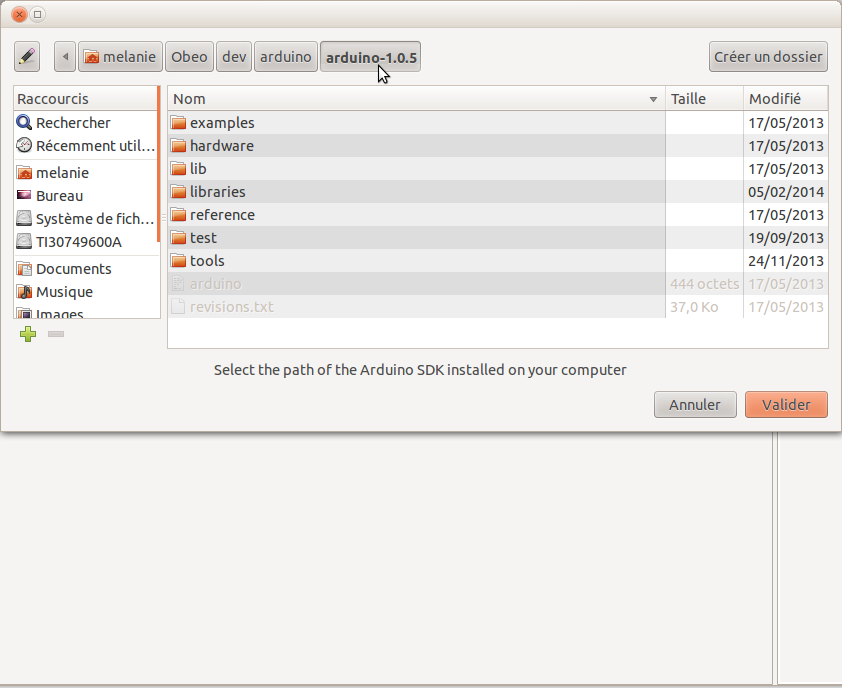 melanie Obeo dev arduino arduino-1.0.5 Créer un dossier
Raccourcis
Rechercher
Récemment util...
melanie
Bureau
Système de fich...
TI30749600A
Documents
Musique
Images
Nom Taille Modifié
examples 17/05/2013
hardware 17/05/2013
lib 17/05/2013
libraries 05/02/2014
reference 17/05/2013
test 19/09/2013
tools 24/11/2013
arduino 444 octets 17/05/2013
revisions.txt 37,0 Ko 17/05/2013
Select the path of the Arduino SDK installed on your computer
Annuler Valider